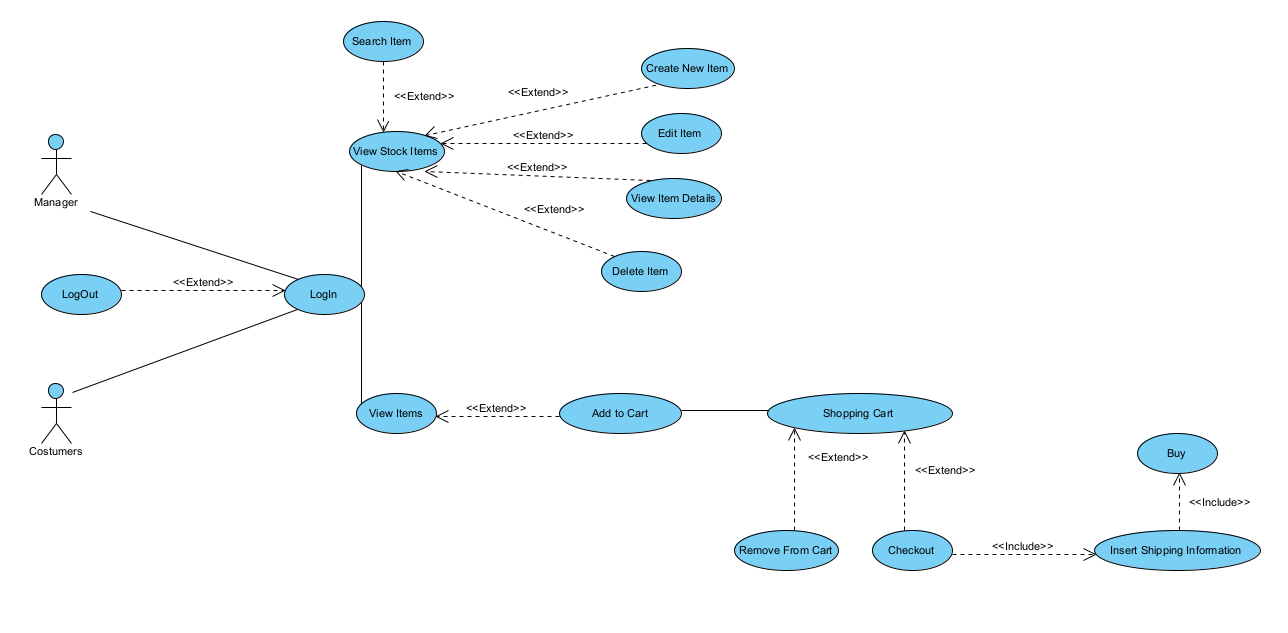 Search Item
Create New Item
<<Extend>>
<<Extend>>
Edit Item
<<Extend>>
View Stock Items
<<Extend>>
View Item Details
Manager
<<Extend>>
Delete Item
<<Extend>>
LogOut
LogIn
<<Extend>>
View Items
Add to Cart
Shopping Cart
Costumers
<<Extend>>
<<Extend>>
Buy
<<Include>>
<<Include>>
Remove From Cart
Checkout
Insert Shipping Information